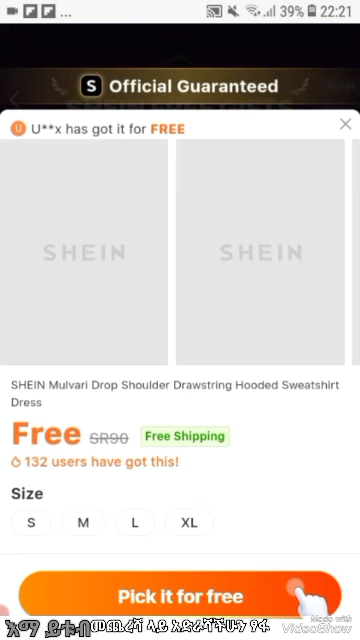 39% 22:21
S Official Guaranteed
U U**x has got it for FREE
SHEIN SHEIN
SHEIN Mulvari Drop Shoulder Drawstring Hooded Sweatshirt
Dress
Free SR90 Free Shipping
132 users have got this!
Size
S M L XL
Pick it for free
Made with
VideoShow